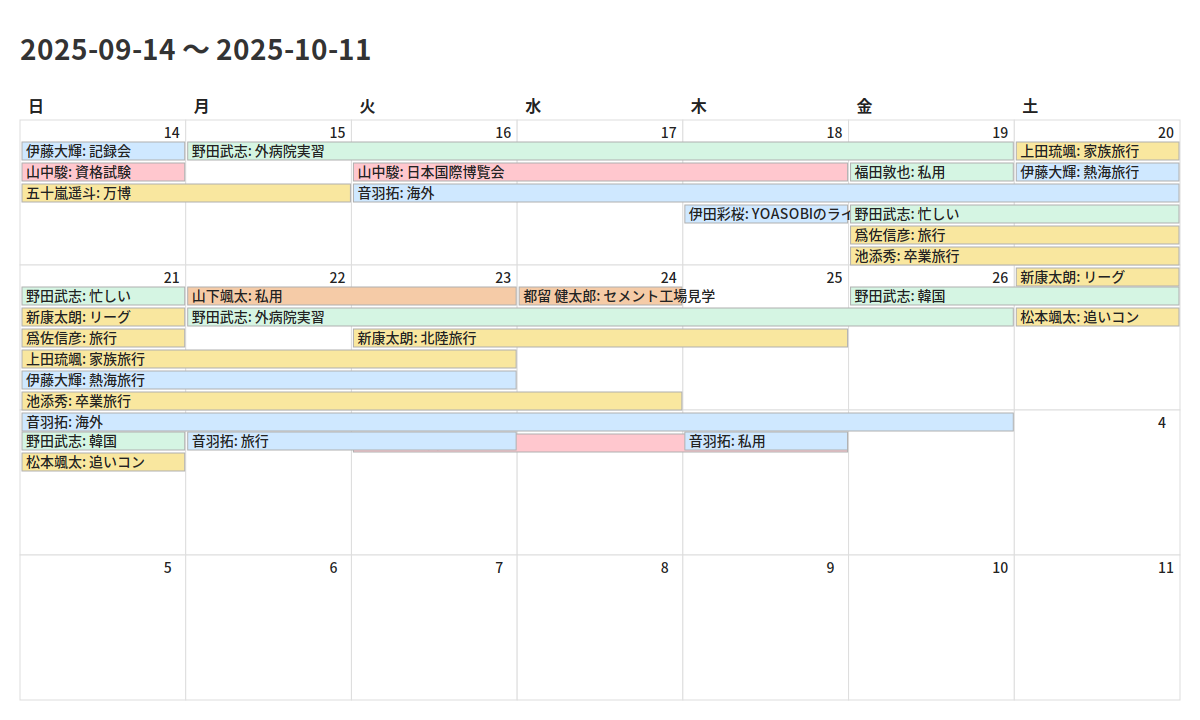 2025-09-14 〜 2025-10-11
日 月 火 水 木 金 土
14 15 16 17 18 19 20
伊藤大輝: 記録会 野田武志: 外病院実習 上田琉颯: 家族旅行
山中駿: 資格試験 山中駿: 日本国際博覧会 福田敦也: 私用 伊藤大輝: 熱海旅行
五十嵐遥斗: 万博 音羽拓: 海外
伊田彩桜: YOASOBIのライ 野田武志: 忙しい
爲佐信彦: 旅行
池添秀: 卒業旅行
21 22 23 24 25 26 新康太朗: リーグ
野田武志: 忙しい 山下颯太: 私用 都留 健太郎: セメント工場見学 野田武志: 韓国
新康太朗: リーグ 野田武志: 外病院実習 松本颯太: 追いコン
爲佐信彦: 旅行 新康太朗: 北陸旅行
上田琉颯: 家族旅行
伊藤大輝: 熱海旅行
池添秀: 卒業旅行
音羽拓: 海外 4
野田武志: 韓国 音羽拓: 旅行 音羽拓: 私用
松本颯太: 追いコン
5 6 7 8 9 10 11